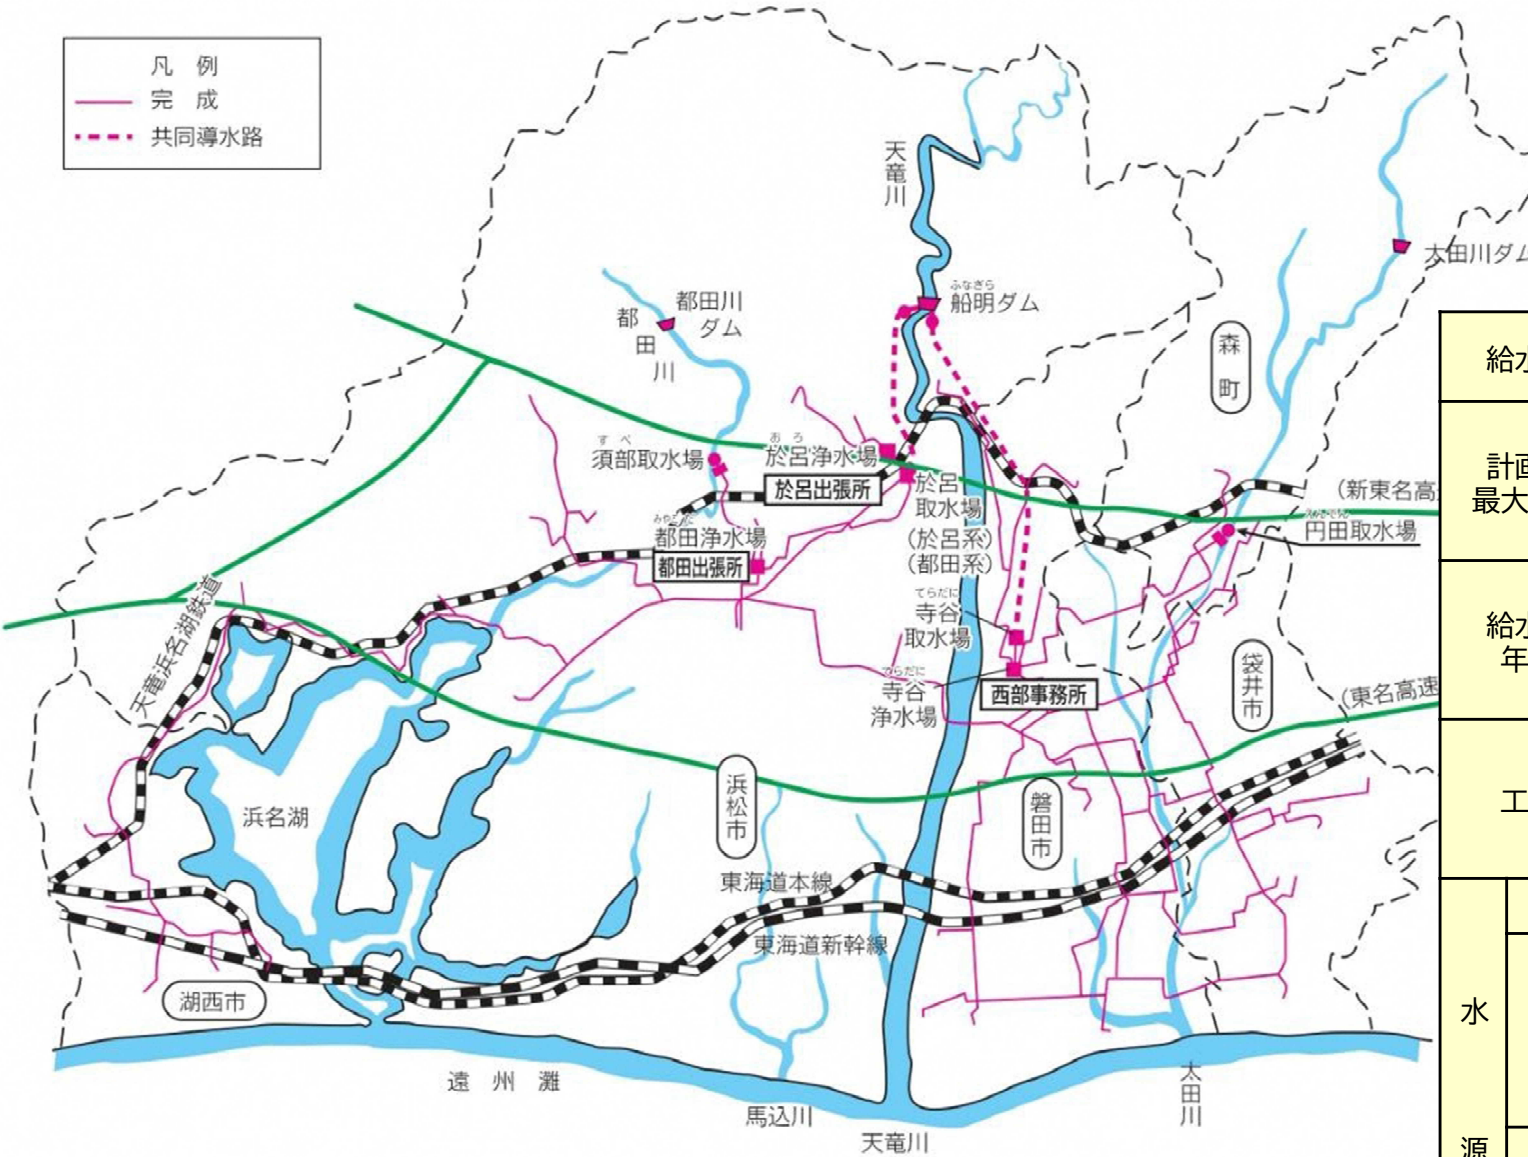 凡 例
完 成
共同導水路
天竜川
太田川ダム
ふなぎら
船明ダム
都田川
ダム
都田川
森町
すべ
須部取水場
おろ
於呂浄水場
於呂出張所
於呂
取水場
(於呂系)
(都田系)
(新東名高
えんでん
円田取水場
みやこだ
都田浄水場
都田出張所
てらだに
寺谷
取水場
てらだに
寺谷
浄水場
西部事務所
袋井市
(東名高速
天竜浜名湖鉄道
浜名湖
浜松市
磐田市
東海道本線
東海道新幹線
湖西市
遠州灘
馬込川
天竜川
太田川
給水
計画
最大
給水
年
工
水
源